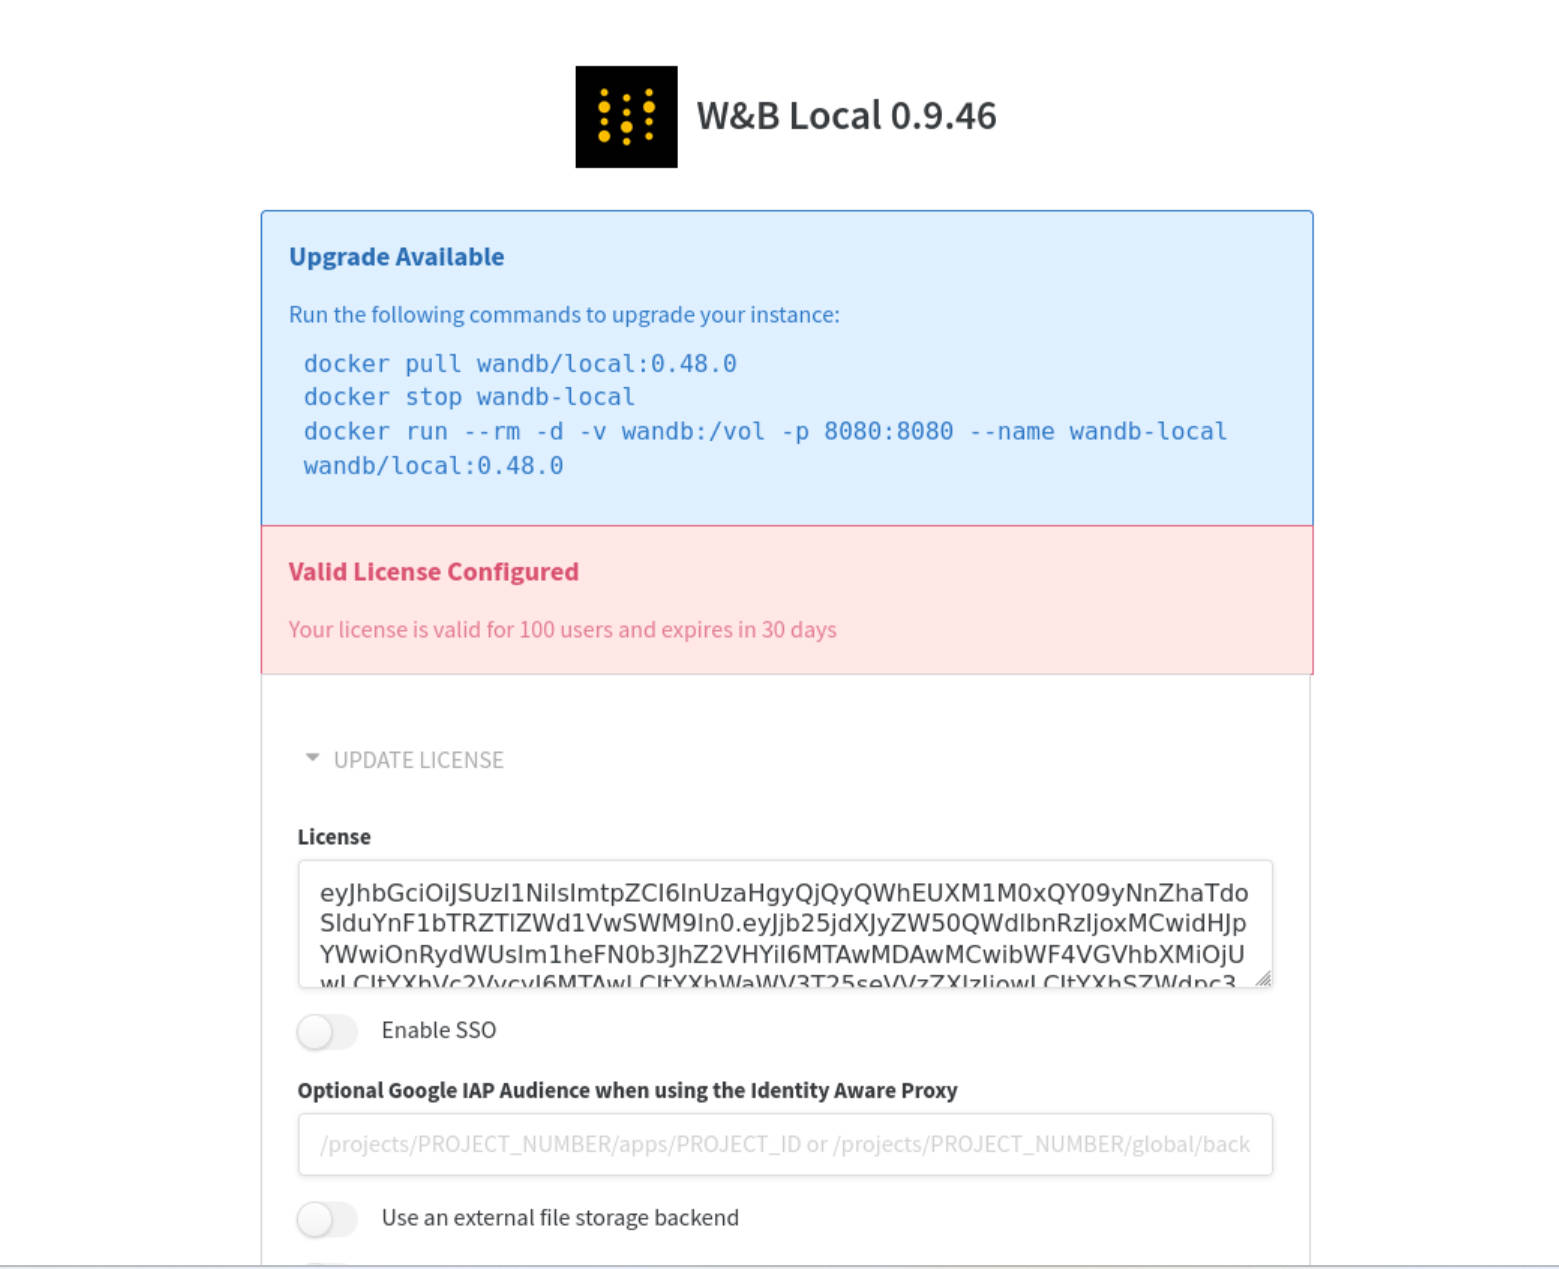 W&B Local 0.9.46
Upgrade Available
Run the following commands to upgrade your instance:
docker pull wandb/local:0.48.0
docker stop wandb-local
docker run --rm -d -v wandb:/vol -p 8080:8080 --name wandb-local
wandb/local:0.48.0
Valid License Configured
Your license is valid for 100 users and expires in 30 days
UPDATE LICENSE
License
eyJhbGciOiJSUzI1NiIsImtpZCI6InUzaHgyQjQyQWhEUXM1M0xQY09yNnZhaTdo
SlduYnF1bTRZTlZWd1VwSWM9In0.eyJjb25jdXJyZW50QWdlbnRzIjoxMCwidHJp
YWwiOnRydWUsIm1heFN0b3JhZ2VHYiI6MTAwMDAwMCwibWF4VGVhbXMiOjU
Enable SSO
Optional Google IAP Audience when using the Identity Aware Proxy
/projects/PROJECT_NUMBER/apps/PROJECT_ID or /projects/PROJECT_NUMBER/global/back
Use an external file storage backend